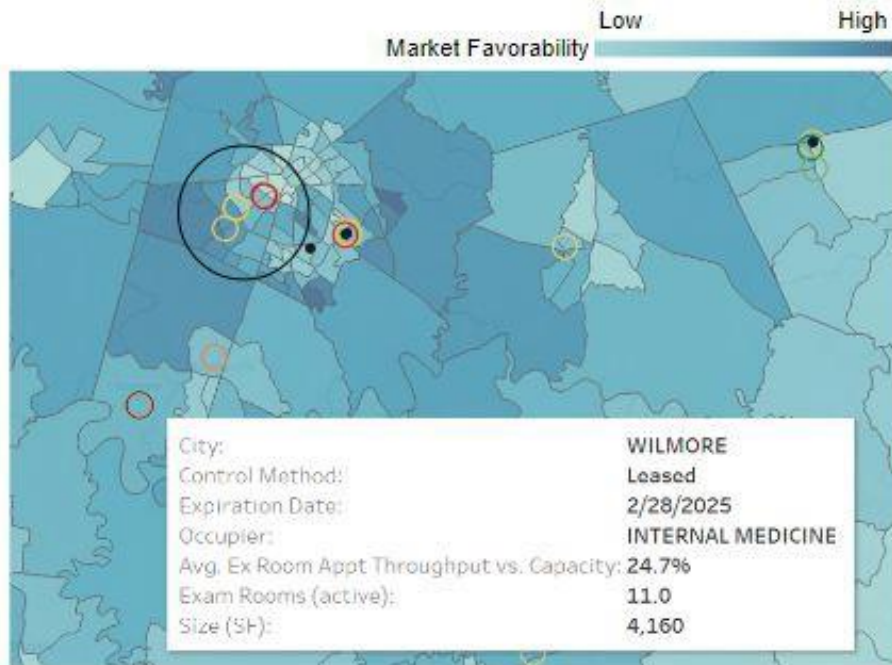 Low High
Market Favorability
City: WILMORE
Control Method: Leased
Expiration Date: 2/28/2025
Occupier: INTERNAL MEDICINE
Avg. Ex Room Appt Throughput vs. Capacity: 24.7%
Exam Rooms (active): 11.0
Size (SF): 4,160